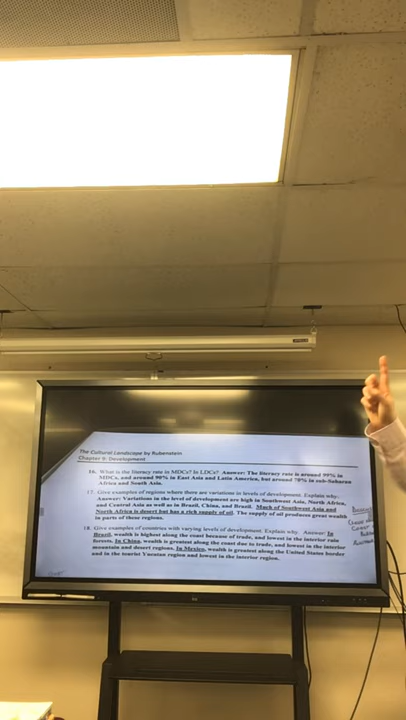 The Cultural Landscape by Rubenstein
Chapter 9: Development
16. What is the literacy rate in MDCs? In LDCs? Answer: The literacy rate is around 99% in
MDCs, and around 90% in East Asia and Latin America, but around 70% in sub-Saharan
Africa and South Asia.
17. Give examples of regions where there are variations in levels of development. Explain why.
Answer: Variations in the level of development are high in Southwest Asia, North Africa,
and Central Asia as well as in Brazil, China, and Brazil. Much of Southwest Asia and
North Africa is desert but has a rich supply of oil. The supply of oil produces great wealth
in parts of these regions.
18. Give examples of countries with varying levels of development. Explain why. Answer: In
Brazil, wealth is highest along the coast because of trade, and lowest in the interior rain
forests. In China, wealth is greatest along the coast due to trade, and lowest in the interior
mountain and desert regions. In Mexico, wealth is greatest along the United States border
and in the tourist Yucatan region and lowest in the interior region.